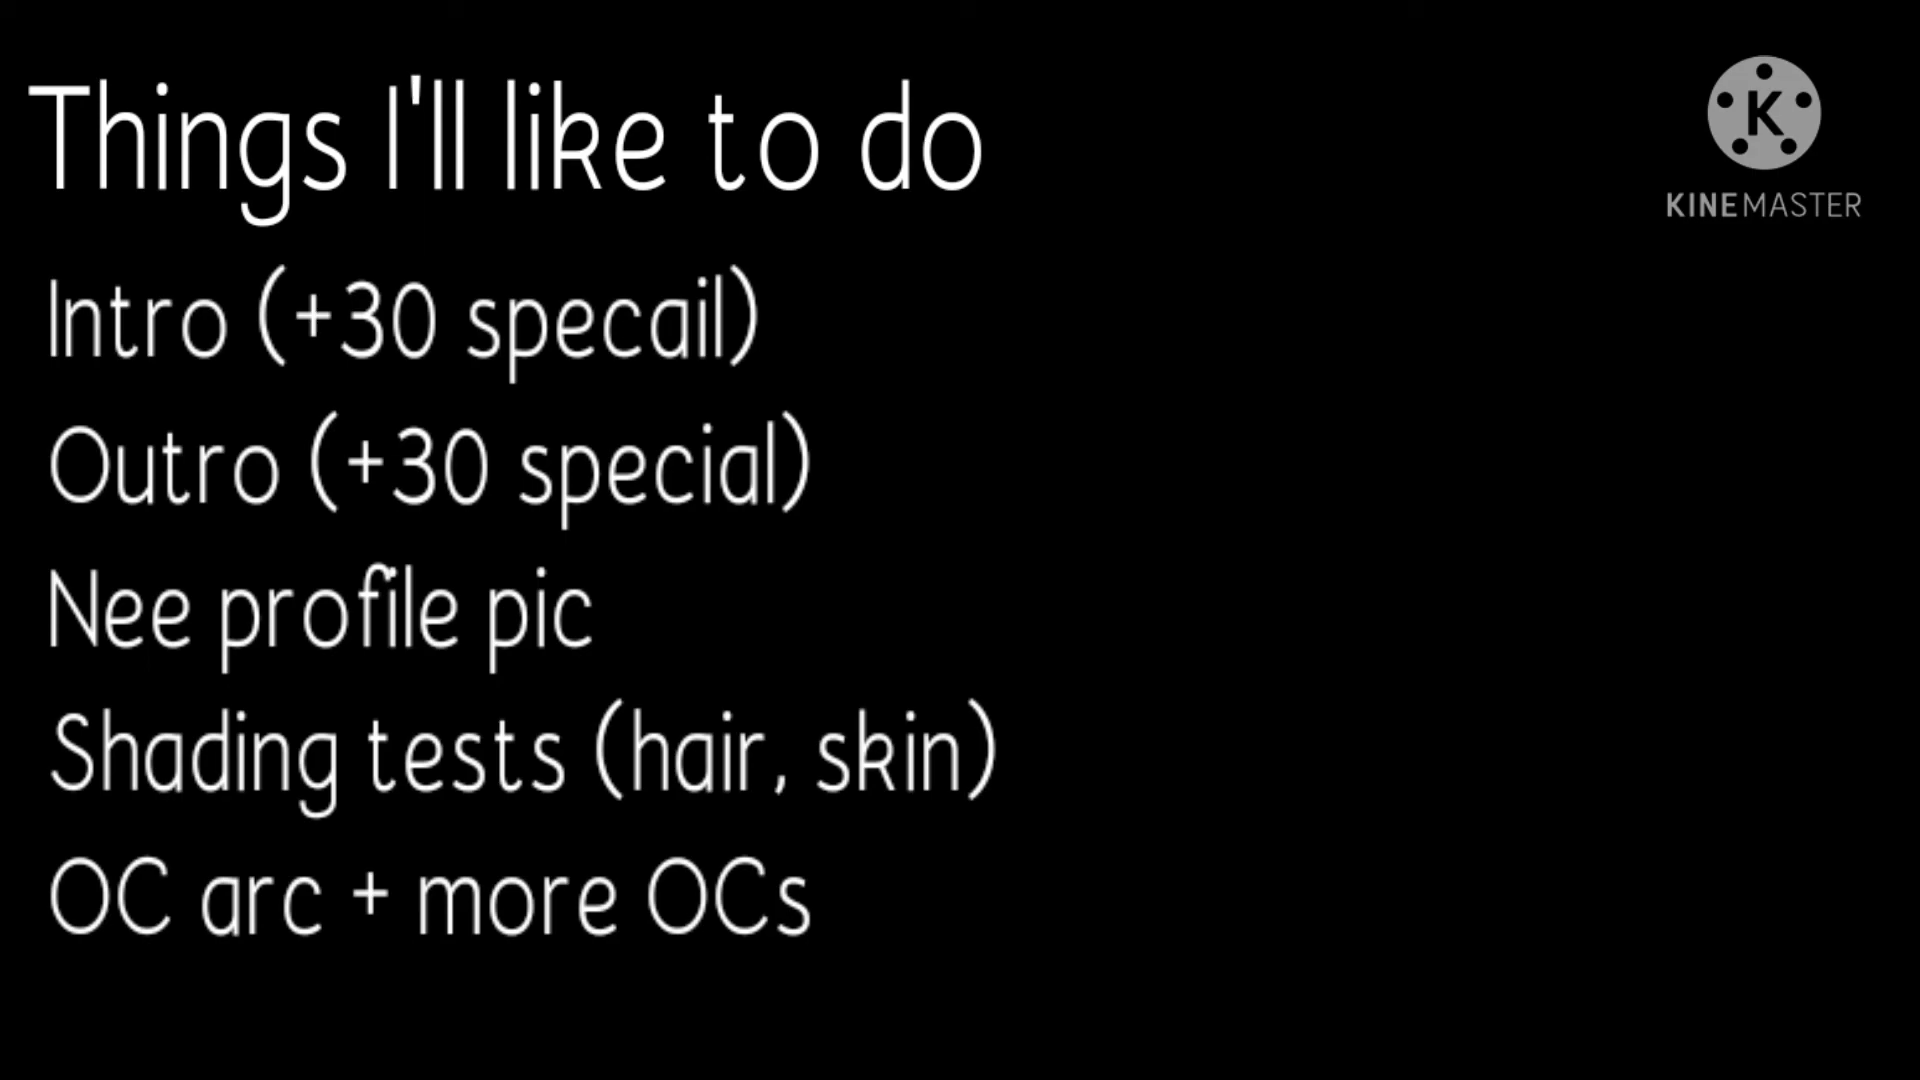 Things I'll like to do
K
KINEMASTER
Intro (+30 specail)
Outro (+30 special)
Nee profile pic
Shading tests (hair, skin)
OC arc + more OCs